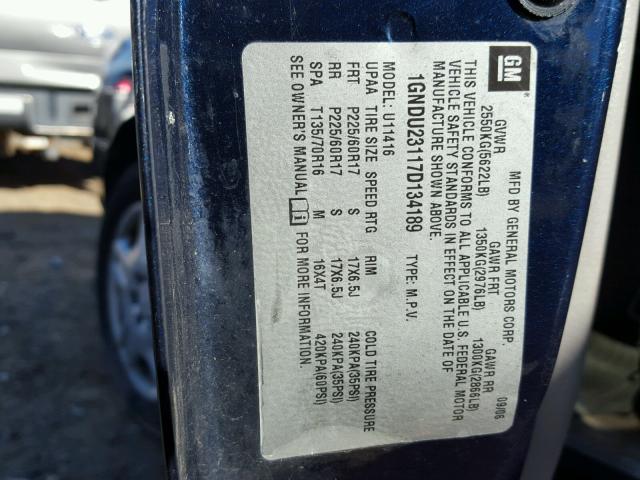 GM
MFD BY GENERAL MOTORS CORP. 09/06
GVWR GAWR FRT GAWR RR
2550KG(5622LB) 1350KG(2976LB) 1300KG(2866LB)
THIS VEHICLE CONFORMS TO ALL APPLICABLE U.S. FEDERAL MOTOR
VEHICLE SAFETY STANDARDS IN EFFECT ON THE DATE OF
MANUFACTURE SHOWN ABOVE.
1GNDU23117D134189 TYPE: M.P.V.
MODEL: U11416
UPAA TIRE SIZE SPEED RTG RIM COLD TIRE PRESSURE
FRT P225/60R17 S 17X6.5J 240KPA(35PSI)
RR P225/60R17 S 17X6.5J 240KPA(35PSI)
SPA T135/70R16 M 16X4T 420KPA(60PSI)
SEE OWNER'S MANUAL i FOR MORE INFORMATION.